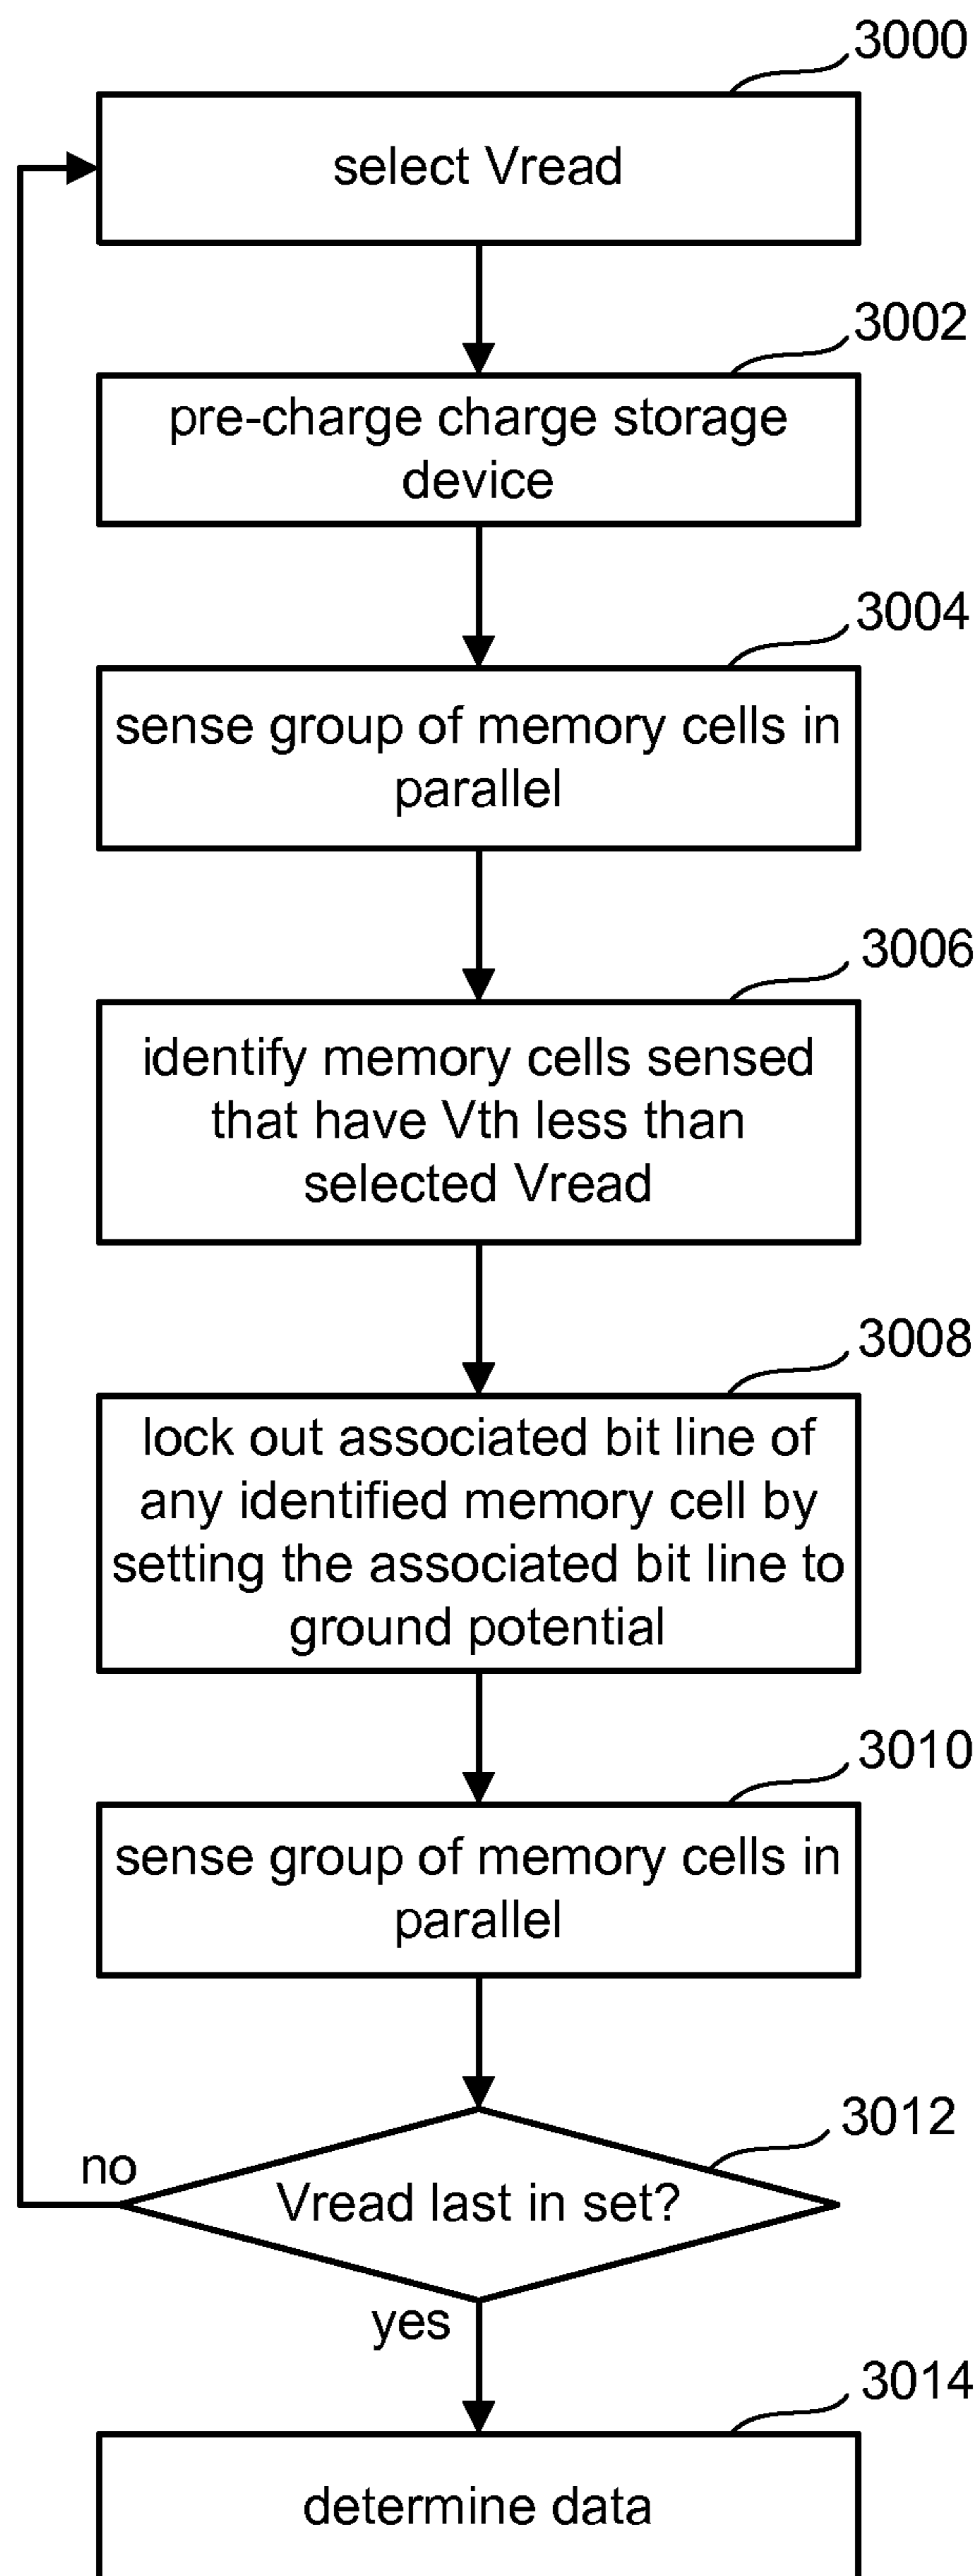 3000
select Vread
3002
pre-charge charge storage
device
3004
sense group of memory cells in
parallel
3006
identify memory cells sensed
that have Vth less than
selected Vread
3008
lock out associated bit line of
any identified memory cell by
setting the associated bit line to
ground potential
3010
sense group of memory cells in
parallel
3012
no
Vread last in set?
yes
3014
determine data